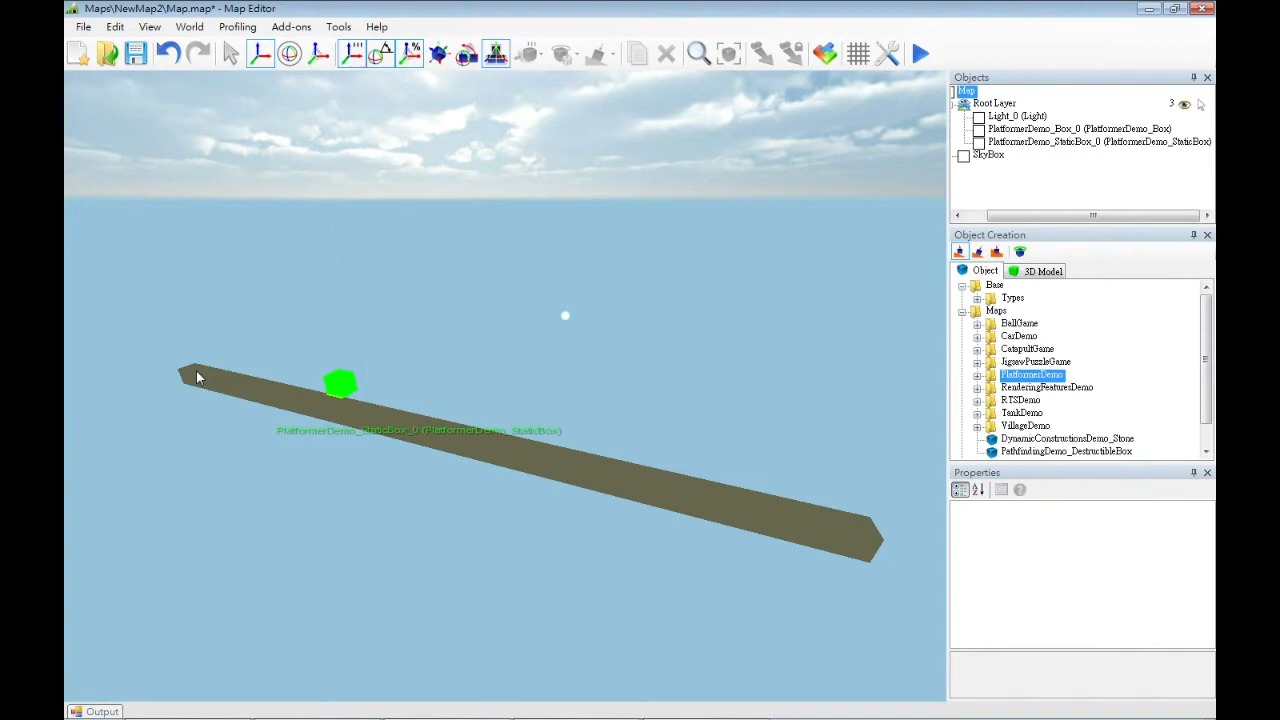 Maps\NewMap2\Map.map* - Map Editor
File Edit View World Profiling Add-ons Tools Help
Objects
Map
Root Layer 3
Light_0 (Light)
PlatformerDemo_Box_0 (PlatformerDemo_Box)
PlatformerDemo_StaticBox_0 (PlatformerDemo_StaticBox)
SkyBox
Object Creation
Object 3D Model
Base
Types
Maps
BallGame
CarDemo
CatapultGame
JigsawPuzzleGame
PlatformerDemo
RenderingFeaturesDemo
RTSDemo
TankDemo
VillageDemo
DynamicConstructionsDemo_Stone
PathfindingDemo_DestructibleBox
Properties
PlatformerDemo_StaticBox_0 (PlatformerDemo_StaticBox)
Output